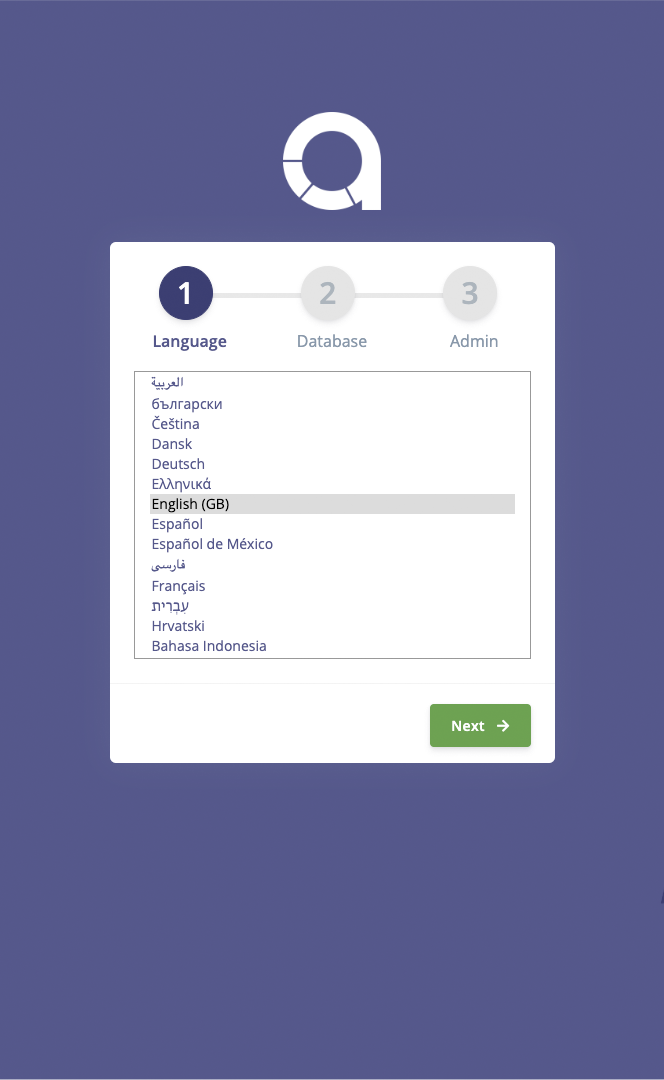 1
2
3
Language
Database
Admin
العربية
български
Čeština
Dansk
Deutsch
Ελληνικά
English (GB)
Español
Español de México
فارسی
Français
עִבְרִית
Hrvatski
Bahasa Indonesia
Next